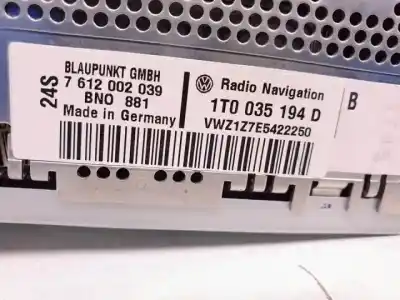 24S
BLAUPUNKT GMBH
7 612 002 039
BNO 881
Made in Germany
Radio Navigation
1T0 035 194 D
VWZ1Z7E5422250
B